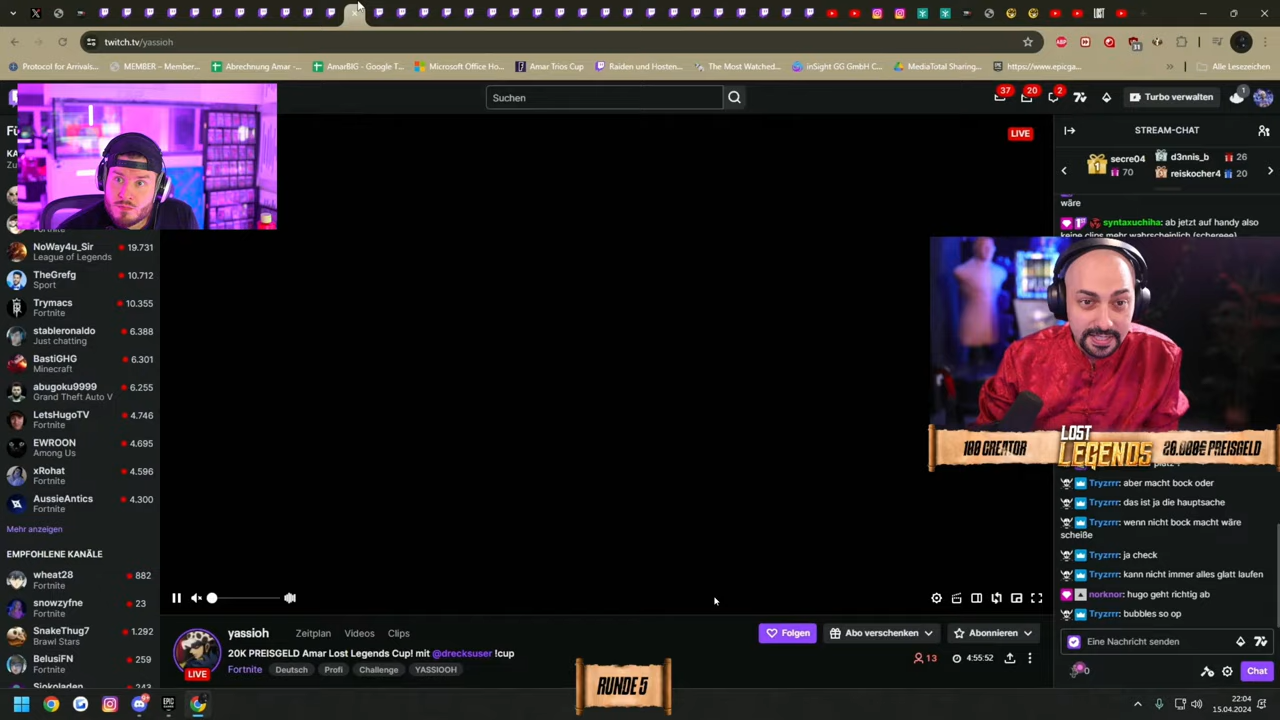 twitch.tv/yassioh
Protocol for Arrivals...
MEMBER – Member...
Abrechnung Amar -...
AmarBIG - Google T...
Microsoft Office Ho...
Amar Trios Cup
Raiden und Hosten...
The Most Watched...
inSight GG GmbH C...
MediaTotal Sharing...
https://www.epicga...
»
Alle Lesezeichen
Suchen
37
20
2
Turbo verwalten
1
LIVE
STREAM-CHAT
1
secre04
70
d3nnis_b
26
reiskocher4
20
wäre
syntaxuchiha: ab jetzt auf handy also
keine clips mehr wahrscheinlich (schereee)
NoWay4u_Sir
19.731
League of Legends
TheGrefg
10.712
Sport
Trymacs
10.355
Fortnite
stableronaldo
6.388
Just chatting
BastiGHG
6.301
Minecraft
abugoku9999
6.255
Grand Theft Auto V
LetsHugoTV
4.746
Fortnite
EWROON
4.695
Among Us
xRohat
4.596
Fortnite
AussieAntics
4.300
Fortnite
Mehr anzeigen
EMPFOHLENE KANÄLE
wheat28
882
Fortnite
snowzyfne
23
Fortnite
SnakeThug7
1.292
Brawl Stars
BelusiFN
259
Fortnite
100 CREATOR
LOST
LEGENDS
20.000€ PREISGELD
Tryzrrr: aber macht bock oder
Tryzrrr: das ist ja die hauptsache
Tryzrrr: wenn nicht bock macht wäre
scheiße
Tryzrrr: ja check
Tryzrrr: kann nicht immer alles glatt laufen
norknor: hugo geht richtig ab
Tryzrrr: bubbles so op
Eine Nachricht senden
0
Chat
yassioh
Zeitplan
Videos
Clips
Folgen
Abo verschenken
Abonnieren
20K PREISGELD Amar Lost Legends Cup! mit @drecksuser !cup
Fortnite
Deutsch
Profi
Challenge
YASSIOOH
13
4:55:52
LIVE
RUNDE 5
22:04
15.04.2024